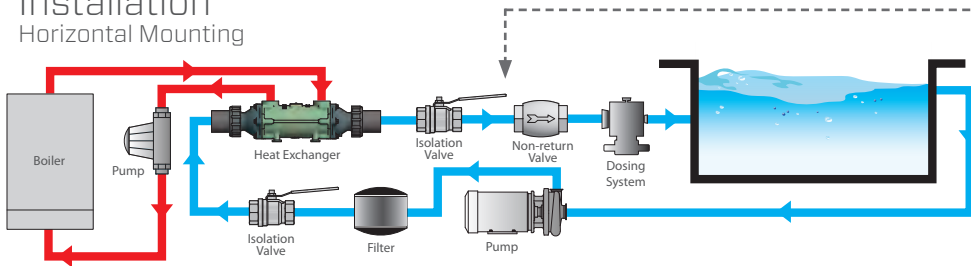 Installation
Horizontal Mounting
Boiler
Pump
Heat Exchanger
Isolation
Valve
Non-return
Valve
Dosing
System
Isolation
Valve
Filter
Pump